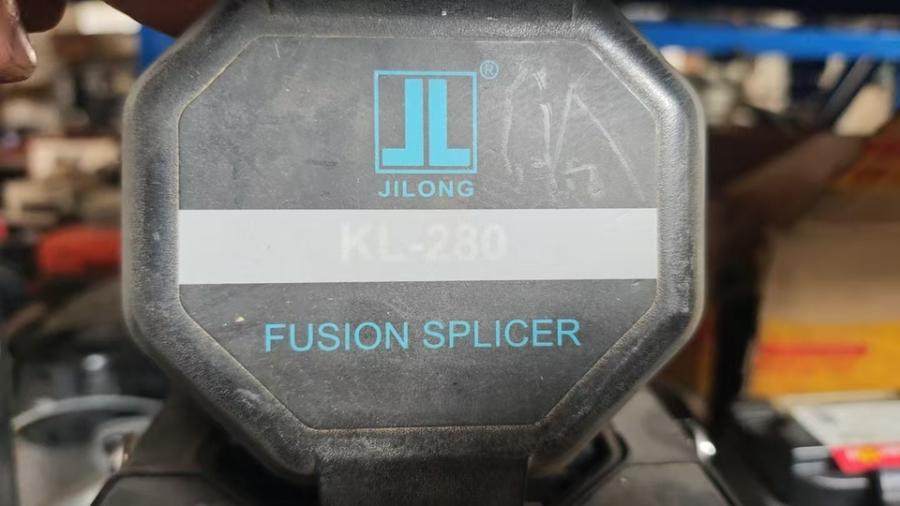 JL®
JILONG
KL-280
FUSION SPLICER